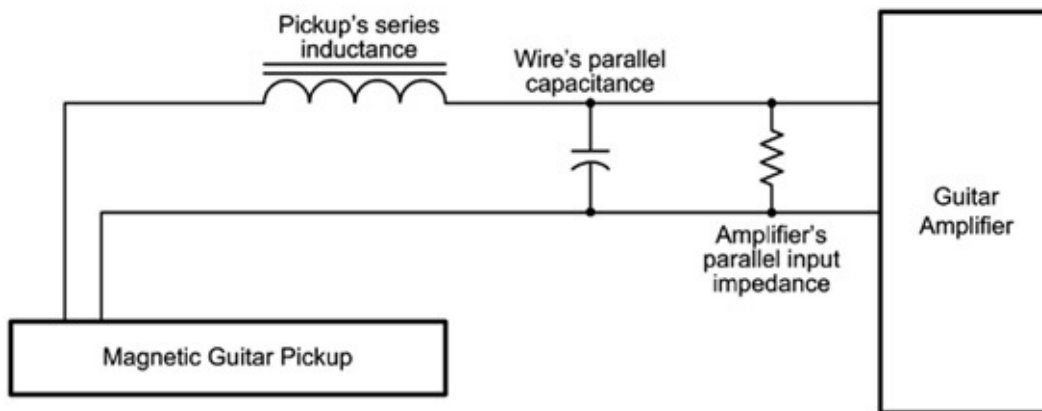 Pickup's series
inductance
Wire's parallel
capacitance
Guitar
Amplifier
Amplifier's
parallel input
impedance
Magnetic Guitar Pickup